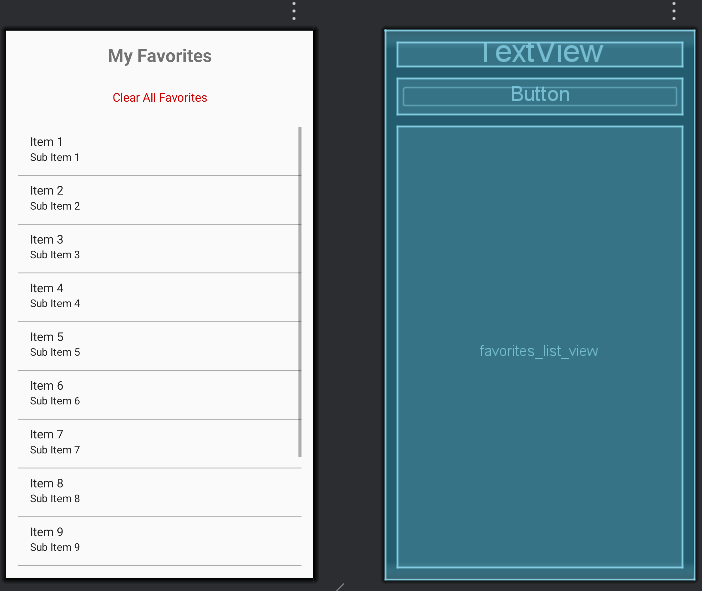 My Favorites
Clear All Favorites
Item 1
Sub Item 1
Item 2
Sub Item 2
Item 3
Sub Item 3
Item 4
Sub Item 4
Item 5
Sub Item 5
Item 6
Sub Item 6
Item 7
Sub Item 7
Item 8
Sub Item 8
Item 9
Sub Item 9
TextView
Button
favorites_list_view